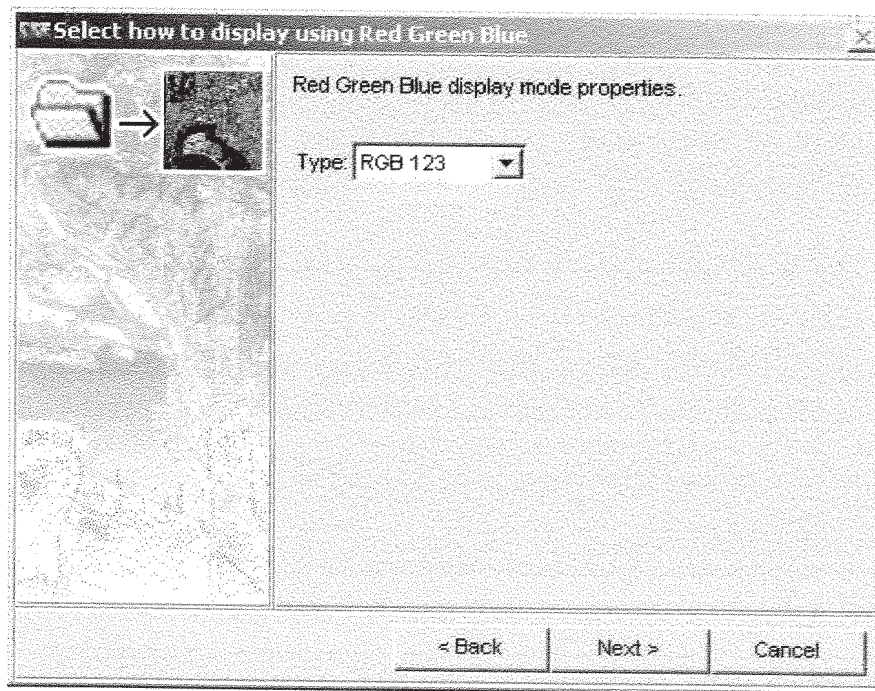 Select how to display using Red Green Blue
Red Green Blue display mode properties.
Type: RGB 123
< Back
Next >
Cancel